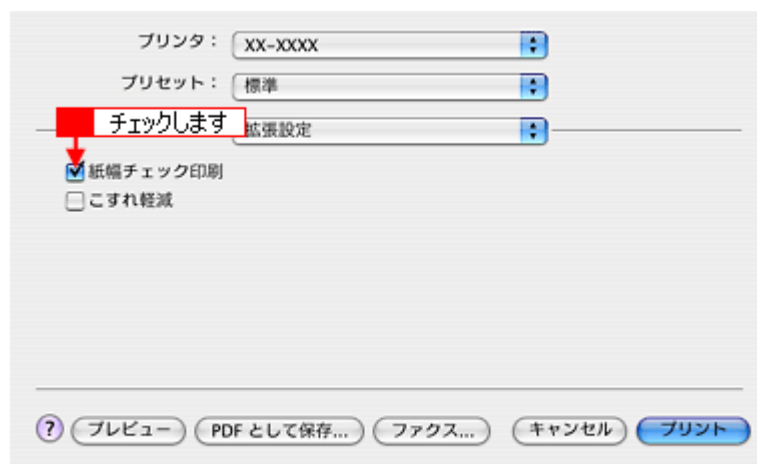 プリンタ： XX-XXXX
プリセット： 標準
チェックします
拡張設定
紙幅チェック印刷
こすれ軽減
? プレビュー PDF として保存... ファクス... キャンセル プリント